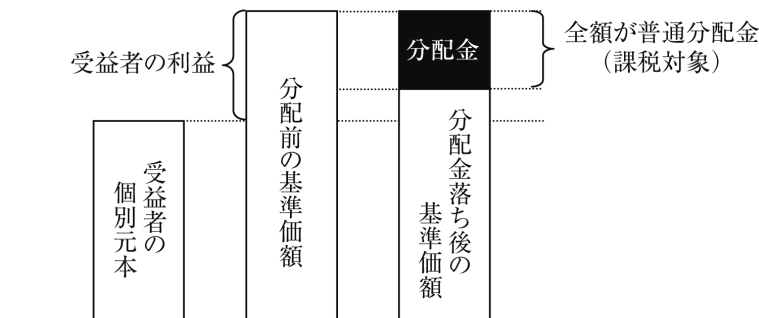 受益者の利益
分配金
全額が普通分配金
（課税対象）
受益者の
個別元本
分配前の基準価額
分配金落ち後の
基準価額